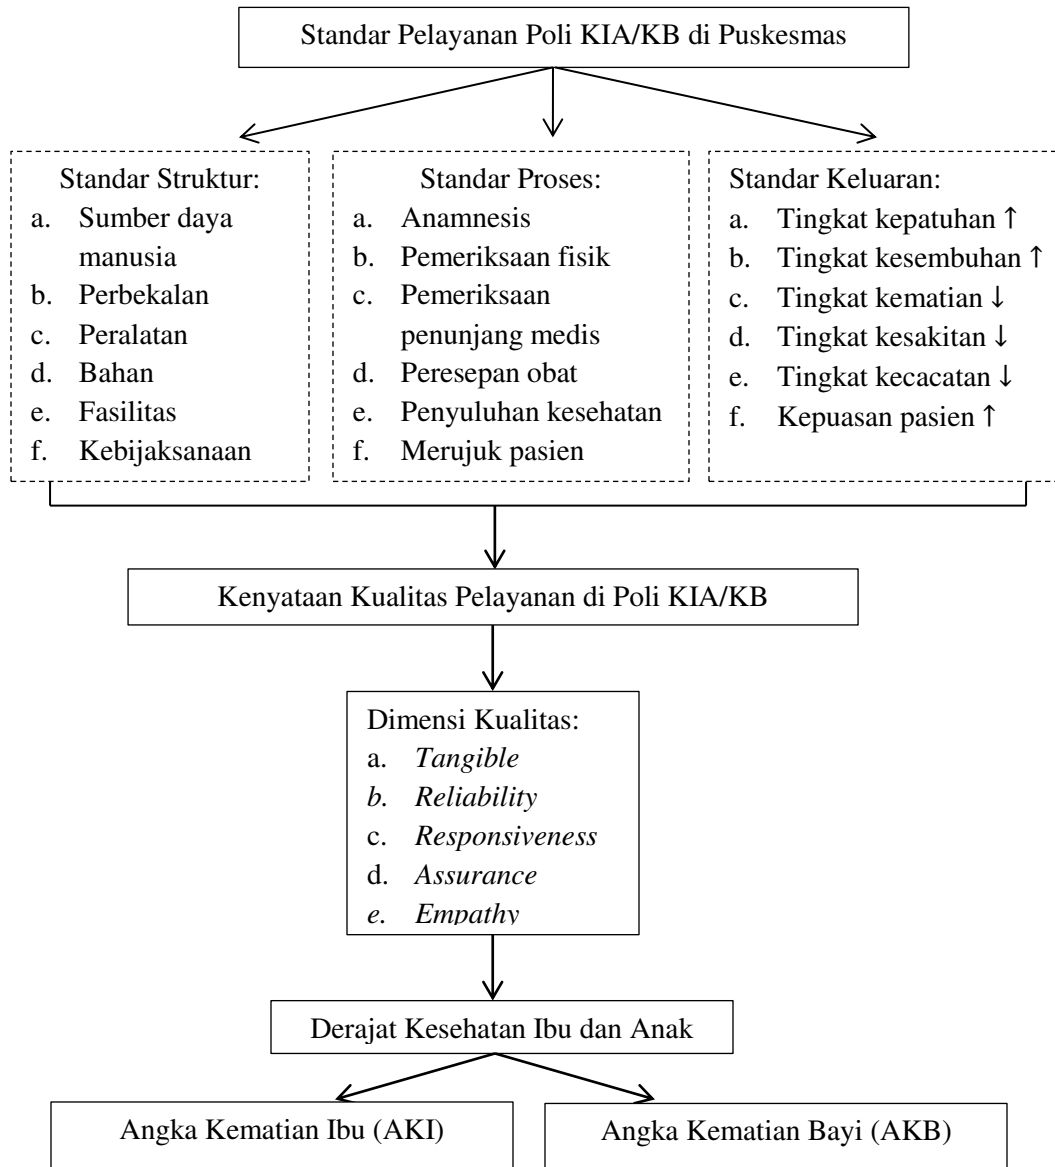 Standar Pelayanan Poli KIA/KB di Puskesmas
Standar Struktur:
a. Sumber daya
manusia
b. Perbekalan
c. Peralatan
d. Bahan
e. Fasilitas
f. Kebijaksanaan
Standar Proses:
a. Anamnesis
b. Pemeriksaan fisik
c. Pemeriksaan
penunjang medis
d. Peresepan obat
e. Penyuluhan kesehatan
f. Merujuk pasien
Standar Keluaran:
a. Tingkat kepatuhan ↑
b. Tingkat kesembuhan ↑
c. Tingkat kematian ↓
d. Tingkat kesakitan ↓
e. Tingkat kecacatan ↓
f. Kepuasan pasien ↑
Kenyataan Kualitas Pelayanan di Poli KIA/KB
Dimensi Kualitas:
a. Tangible
b. Reliability
c. Responsiveness
d. Assurance
e. Empathy
Derajat Kesehatan Ibu dan Anak
Angka Kematian Ibu (AKI)
Angka Kematian Bayi (AKB)